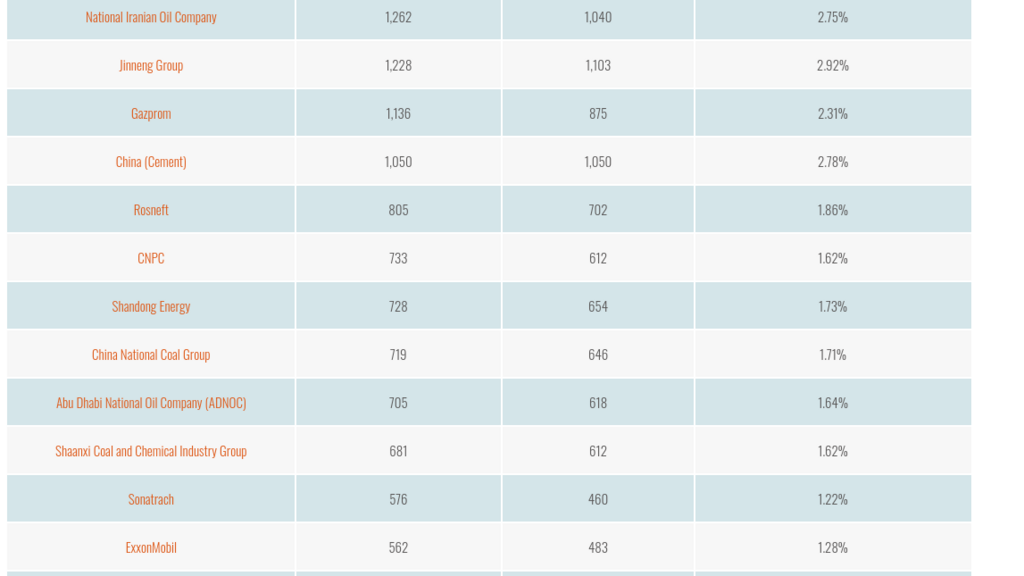 National Iranian Oil Company 1,262 1,040 2.75%
Jinneng Group 1,228 1,103 2.92%
Gazprom 1,136 875 2.31%
China (Cement) 1,050 1,050 2.78%
Rosneft 805 702 1.86%
CNPC 733 612 1.62%
Shandong Energy 728 654 1.73%
China National Coal Group 719 646 1.71%
Abu Dhabi National Oil Company (ADNOC) 705 618 1.64%
Shaanxi Coal and Chemical Industry Group 681 612 1.62%
Sonatrach 576 460 1.22%
ExxonMobil 562 483 1.28%